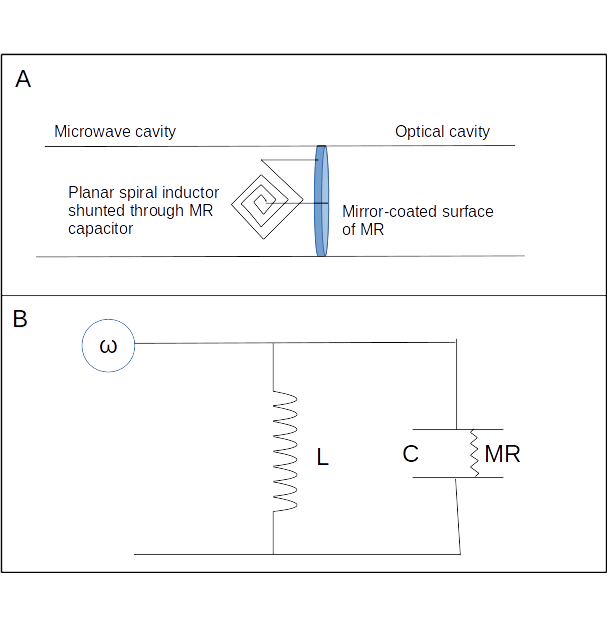 A
Microwave cavity
Optical cavity
Planar spiral inductor
shunted through MR
capacitor
Mirror-coated surface
of MR
B
ω
L
C
MR